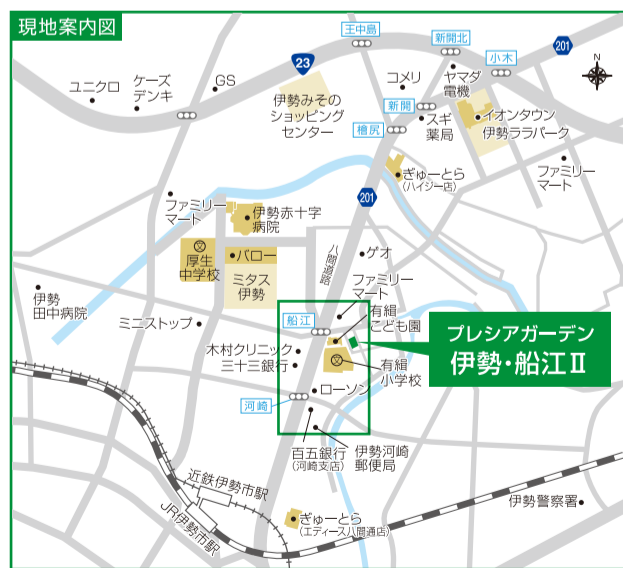 現地案内図
王中島
新開北
201
小木
N
23
ユニクロ
ケーズ
デンキ
GS
伊勢みその
ショッピング
センター
コメリ
ヤマダ
電機
新開
スギ
薬局
イオンタウン
伊勢ララパーク
檜尻
ぎゅーとら
(ハイジー店)
ファミリー
マート
201
ファミリー
マート
伊勢赤十字
病院
厚生
中学校
バロー
ミタス
伊勢
八間道路
ゲオ
ファミリー
マート
伊勢
田中病院
ミニストップ
船江
有緝
こども園
プレシアガーデン
伊勢・船江Ⅱ
木村クリニック
三十三銀行
有緝
小学校
ローソン
河崎
百五銀行
(河崎支店)
伊勢河崎
郵便局
近鉄伊勢市駅
JR伊勢市駅
ぎゅーとら
(エディース八間通店)
伊勢警察署